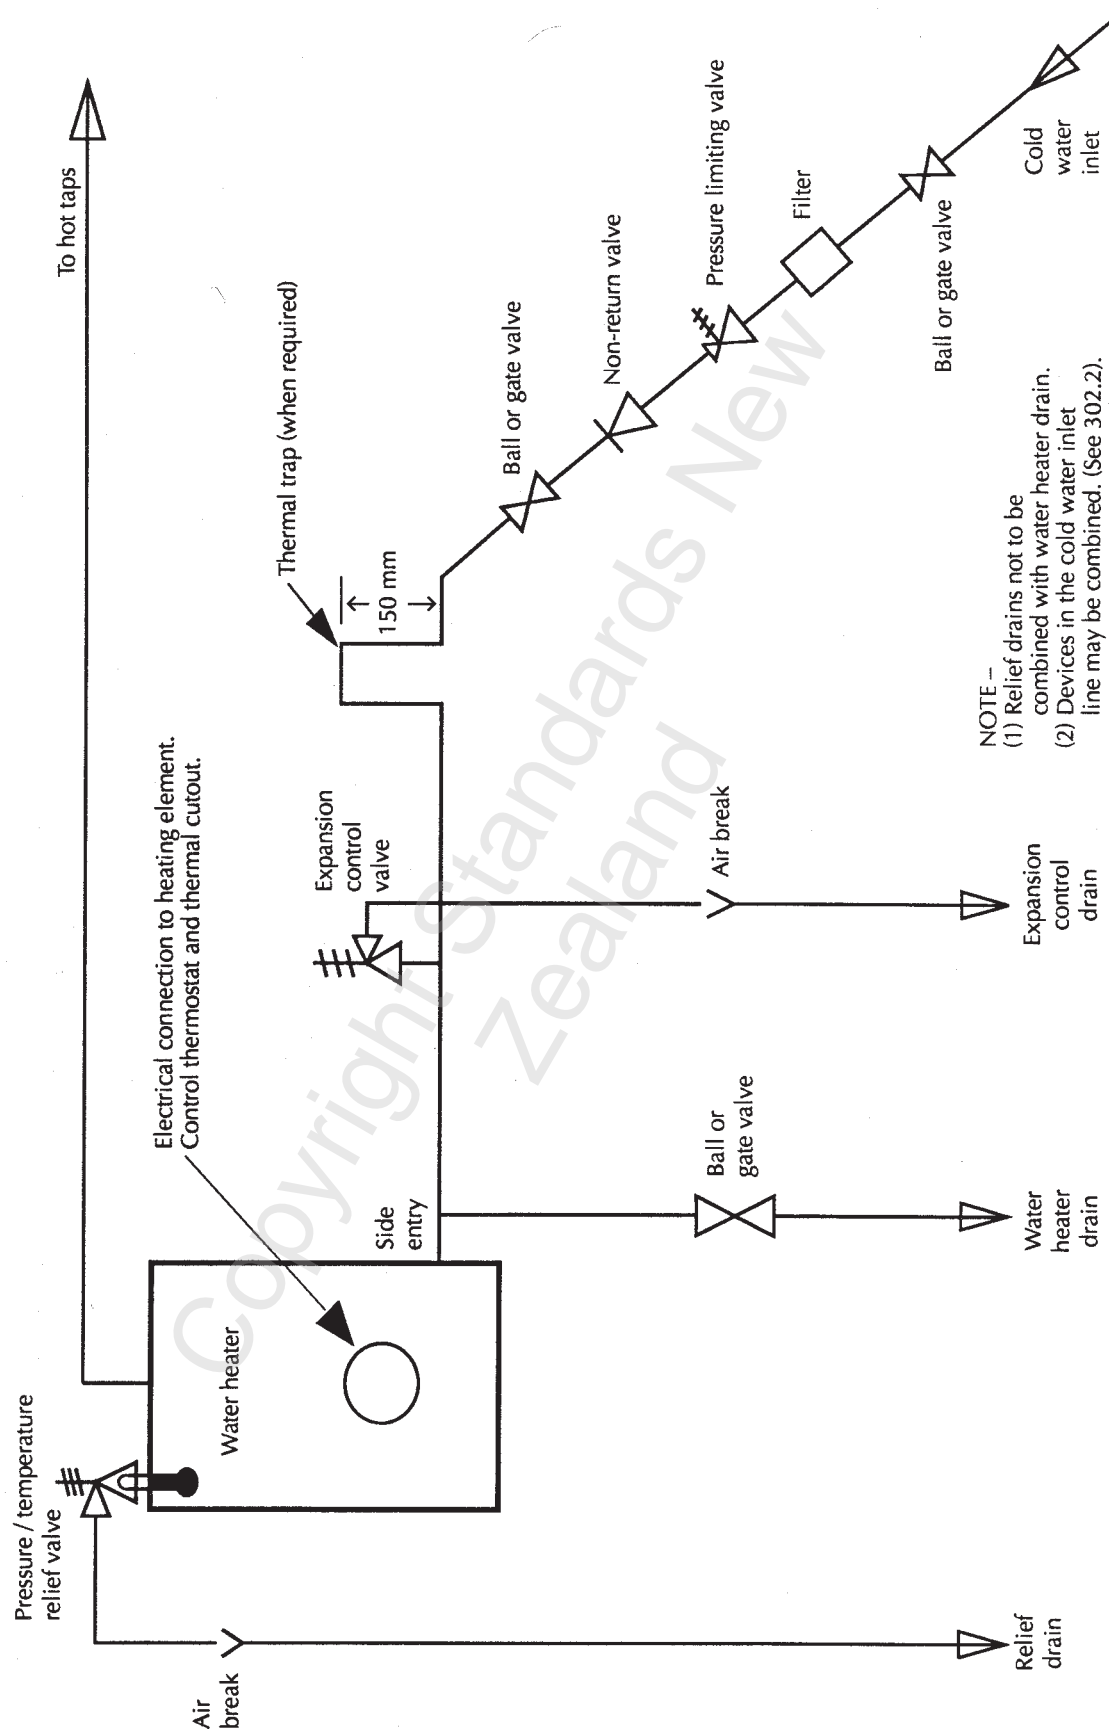 To hot taps
Pressure / temperature
relief valve
Air
break
Relief
drain
Water heater
Electrical connection to heating element.
Control thermostat and thermal cutout.
Side
entry
Ball or
gate valve
Water
heater
drain
Expansion
control
valve
Air break
Expansion
control
drain
Thermal trap (when required)
150 mm
Ball or gate valve
Non-return valve
Pressure limiting valve
Filter
Ball or gate valve
Cold
water
inlet
NOTE –
(1) Relief drains not to be
combined with water heater drain.
(2) Devices in the cold water inlet
line may be combined. (See 302.2).
Copyright Standards New
Zealand